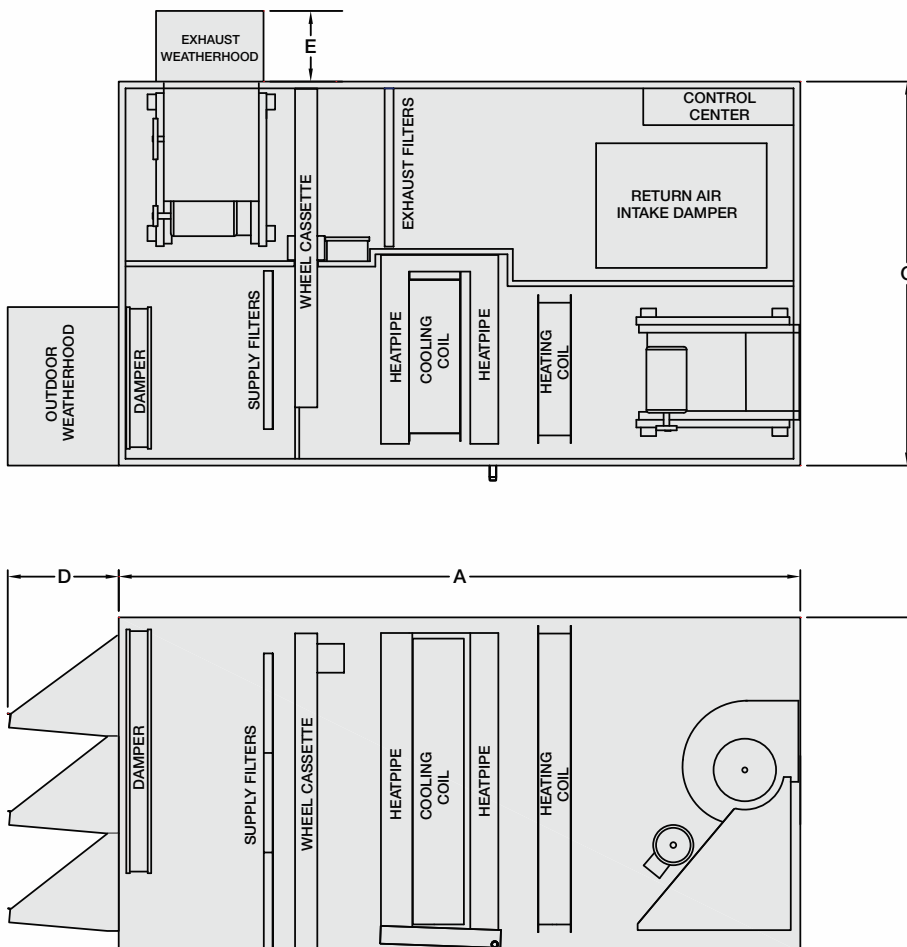 EXHAUST
WEATHERHOOD
E
CONTROL
CENTER
EXHAUST FILTERS
WHEEL CASSETTE
RETURN AIR
INTAKE DAMPER
OUTDOOR
WEATHERHOOD
DAMPER
SUPPLY FILTERS
HEATPIPE
COOLING
COIL
HEATPIPE
HEATING
COIL
D
A
DAMPER
SUPPLY FILTERS
WHEEL CASSETTE
HEATPIPE
COOLING
COIL
HEATPIPE
HEATING
COIL